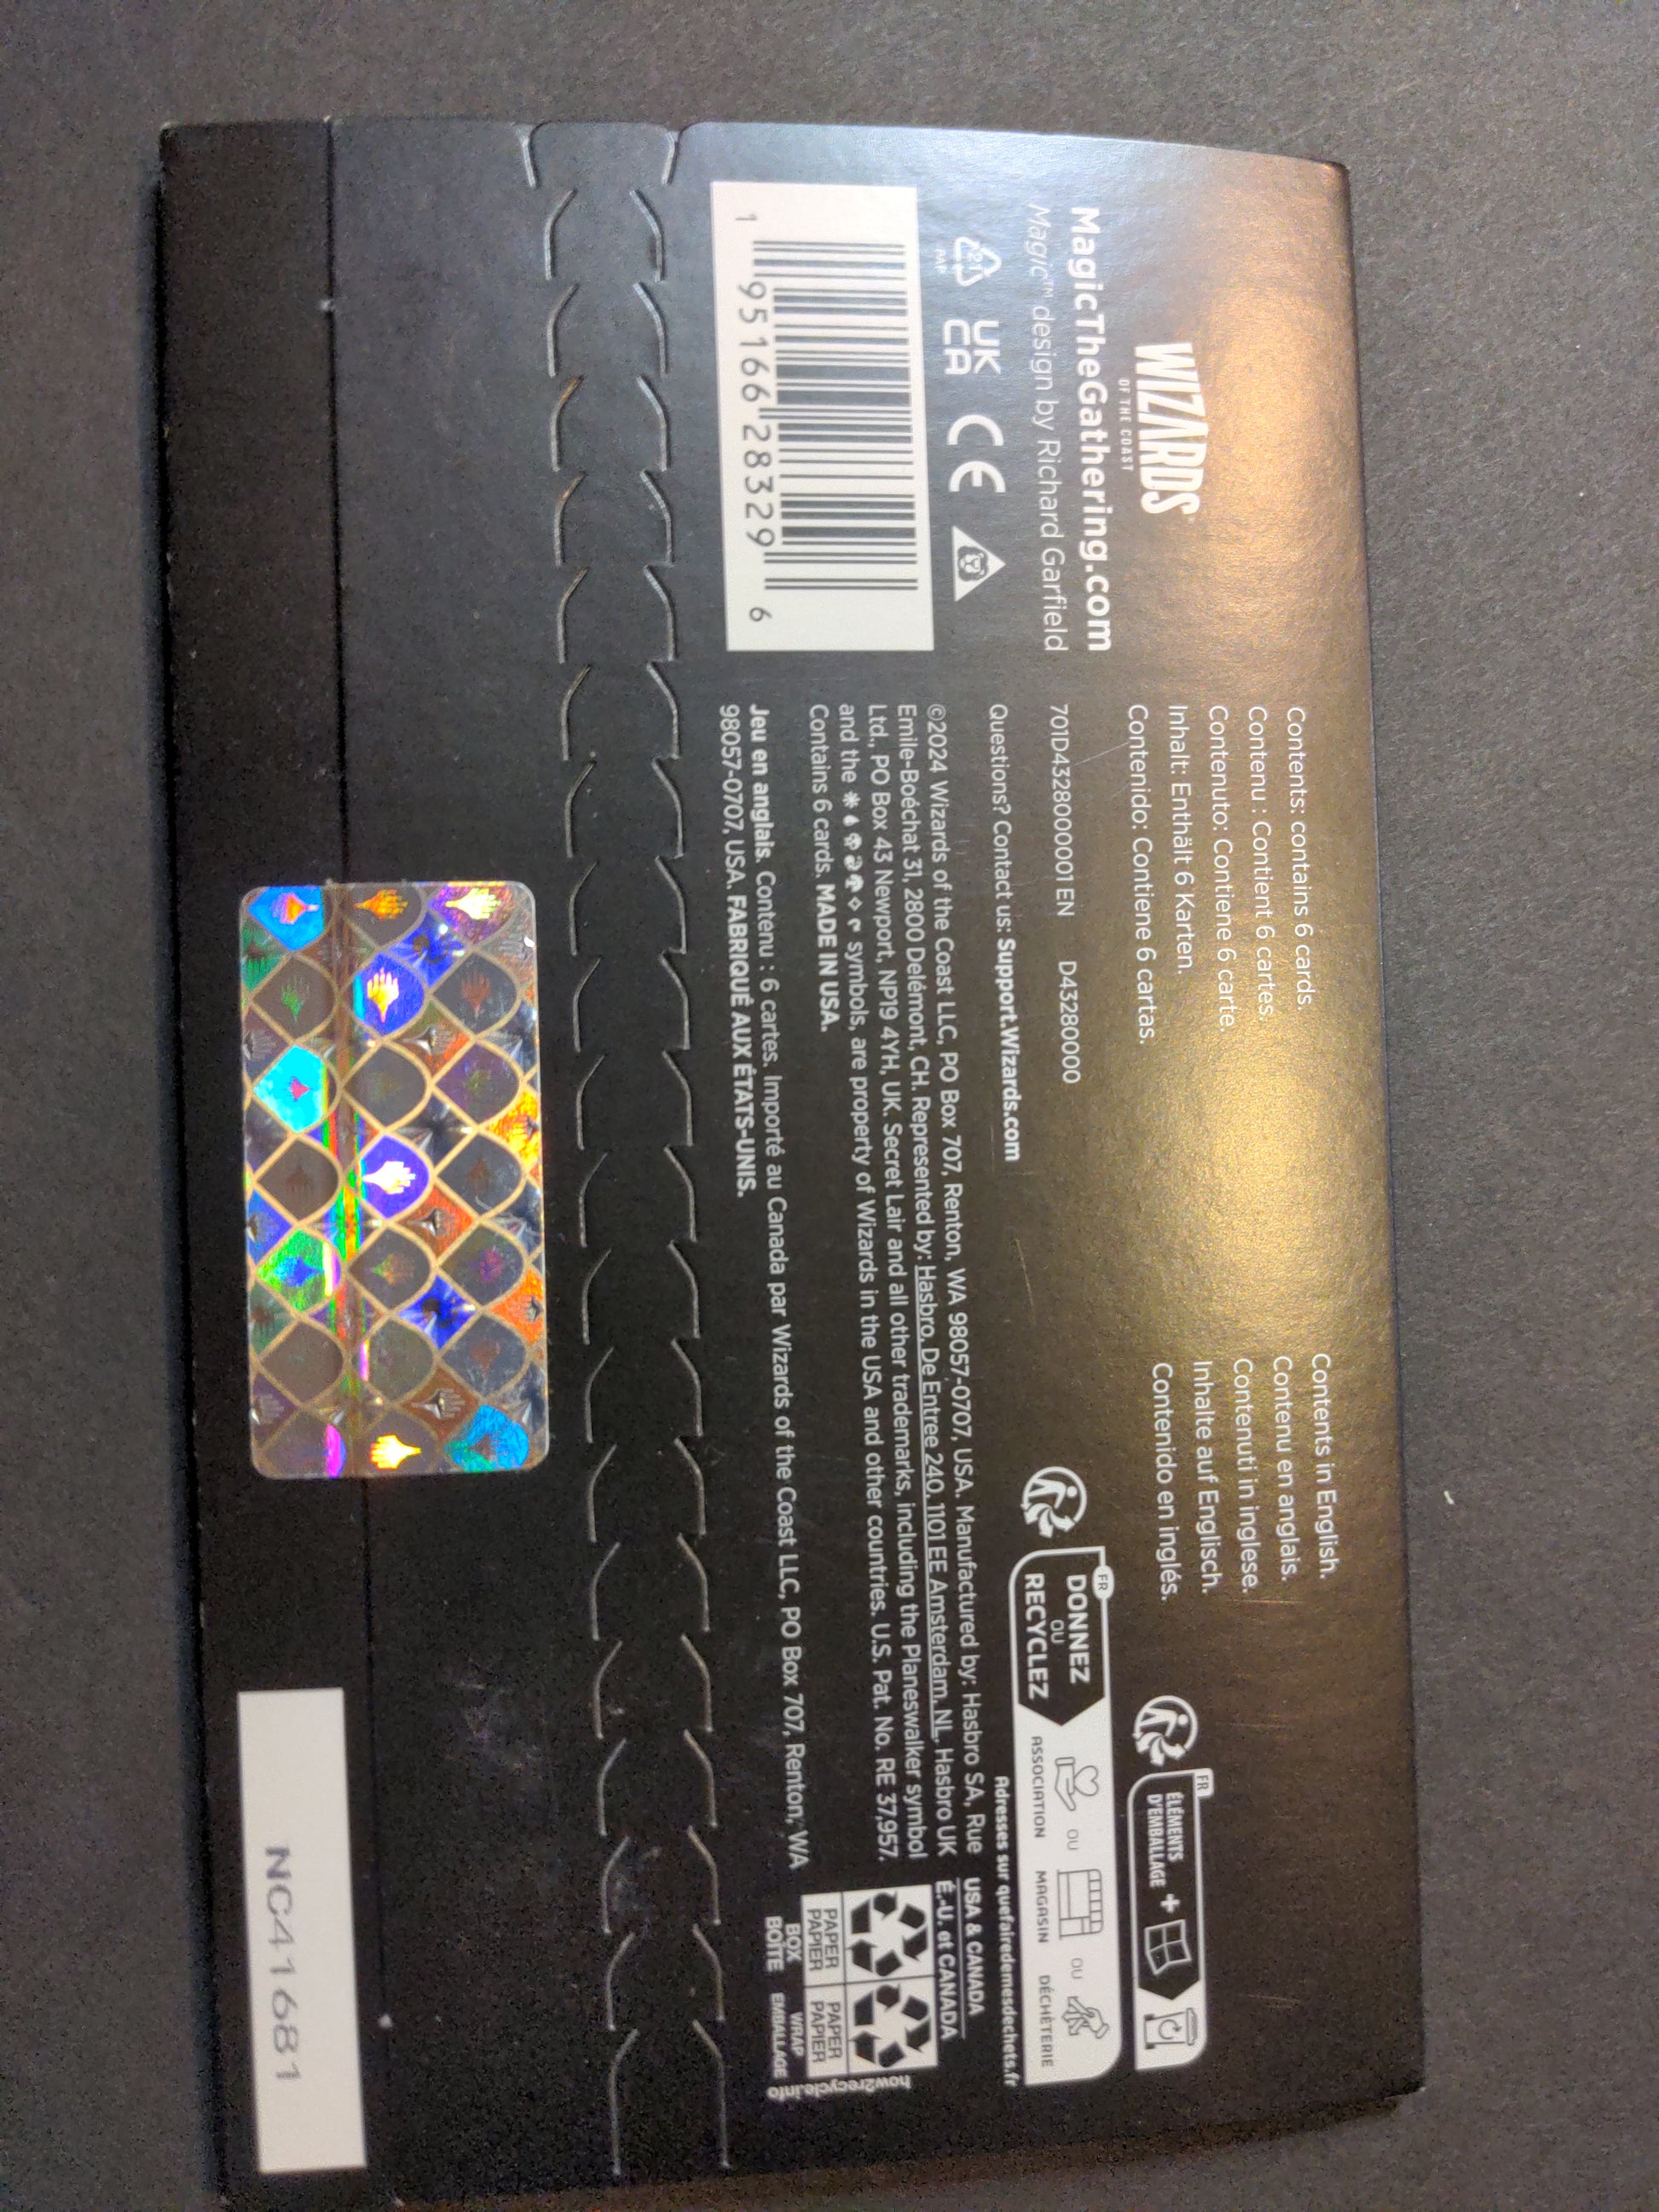 WIZARDS
OF THE COAST
MagicTheGathering.com
Magic™ design by Richard Garfield
21
PAP
UK
CA
CE
1 95166 28329 6
Contents: contains 6 cards.
Contenu : Contient 6 cartes.
Contenuto: Contiene 6 carte.
Inhalt: Enthält 6 Karten.
Contenido: Contiene 6 cartas.
Contents in English.
Contenu en anglais.
Contenuti in inglese.
Inhalte auf Englisch.
Contenido en inglés.
701D43280000001 EN D43280000
Questions? Contact us: Support.Wizards.com
FR
ÉLÉMENTS
D'EMBALLAGE
+
FR
DONNEZ
OU
RECYCLEZ
ASSOCIATION
OU
MAGASIN
OU
DÉCHÈTERIE
Adresses sur quefairedemesdechets.fr
©2024 Wizards of the Coast LLC, PO Box 707, Renton, WA 98057-0707, USA. Manufactured by: Hasbro SA, Rue
Emile-Boéchat 31, 2800 Delémont, CH. Represented by: Hasbro, De Entree 240, 1101 EE Amsterdam, NL. Hasbro UK
Ltd., PO Box 43 Newport, NP19 4YH, UK. Secret Lair and all other trademarks, including the Planeswalker symbol
and the symbols, are property of Wizards in the USA and other countries. U.S. Pat. No. RE 37,957.
Contains 6 cards. MADE IN USA.
Jeu en anglais. Contenu : 6 cartes. Importé au Canada par Wizards of the Coast LLC, PO Box 707, Renton, WA
98057-0707, USA. FABRIQUÉ AUX ÉTATS-UNIS.
USA & CANADA
É.-U. et CANADA
PAPER
PAPIER
PAPER
PAPIER
BOX
BOÎTE
WRAP
EMBALLAGE
how2recycle.info
NC41681